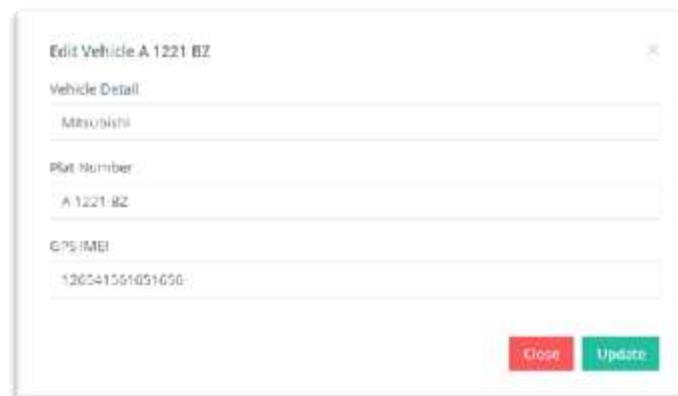 Edit Vehicle A 1221 BZ
×
Vehicle Detail
Mitsubishi
Plat Number
A 1221 BZ
GPS IMEI
Close
Update